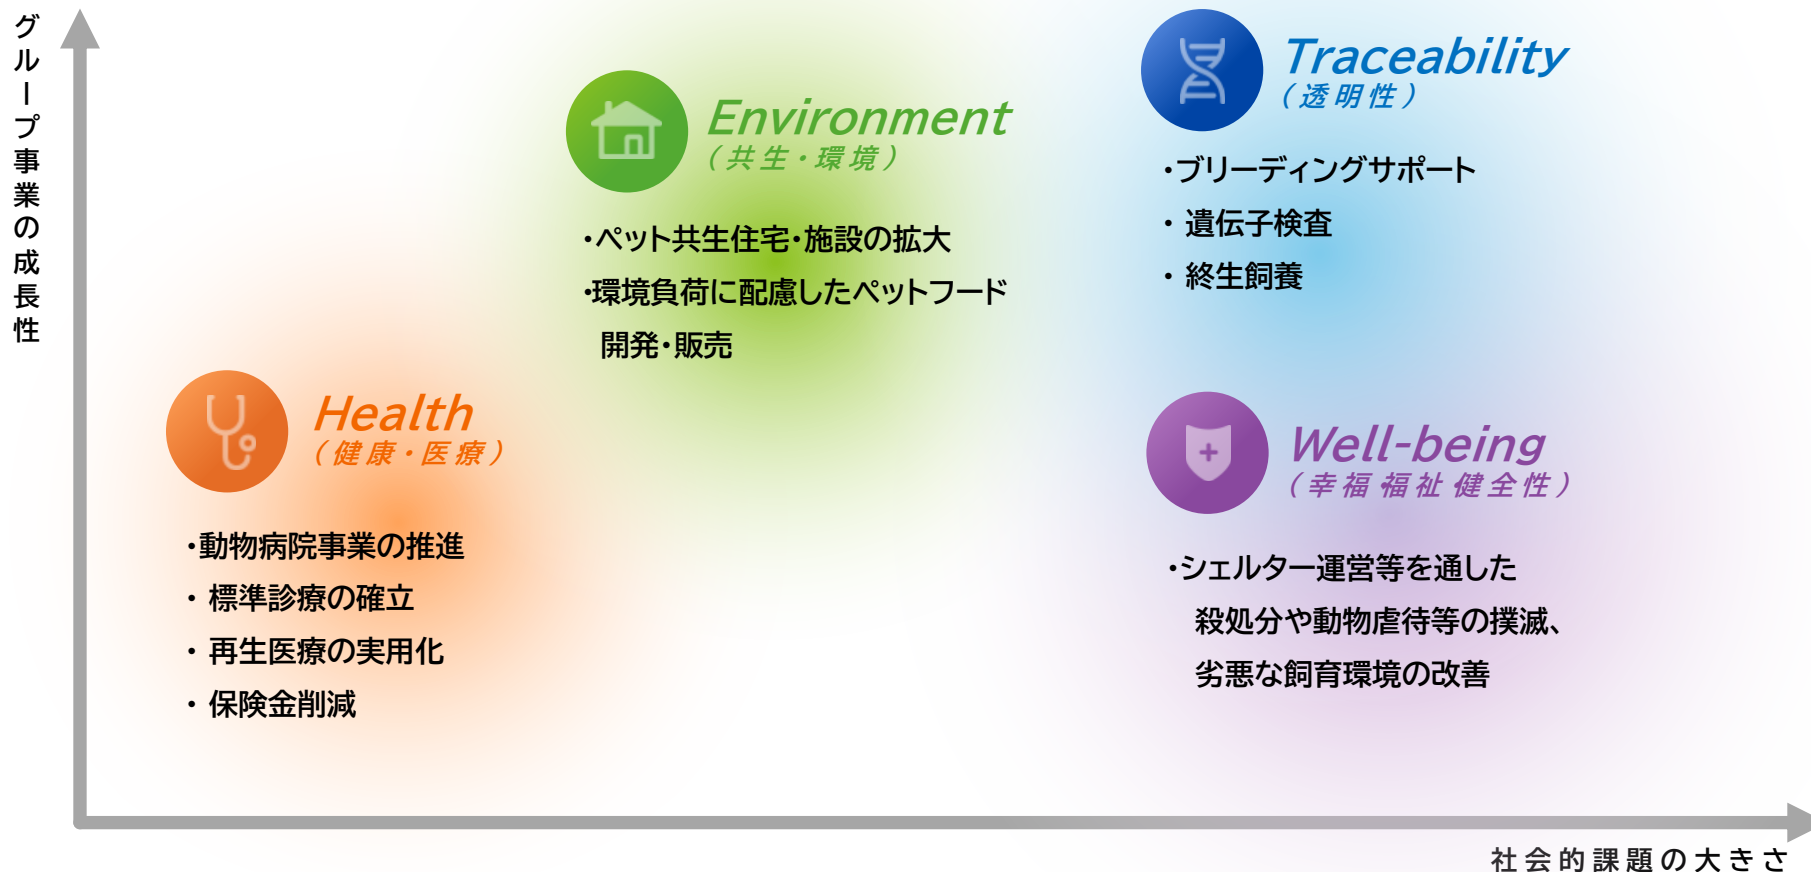 グループ事業の成長性
Environment
（共生・環境）
・ペット共生住宅・施設の拡大
・環境負荷に配慮したペットフード
開発・販売
Traceability
（透明性）
・ブリーディングサポート
・ 遺伝子検査
・ 終生飼養
Health
（健康・医療）
・動物病院事業の推進
・ 標準診療の確立
・ 再生医療の実用化
・ 保険金削減
Well-being
（幸福・福祉・健全性）
・シェルター運営等を通した
殺処分や動物虐待等の撲滅、
劣悪な飼育環境の改善
社会的課題の大きさ